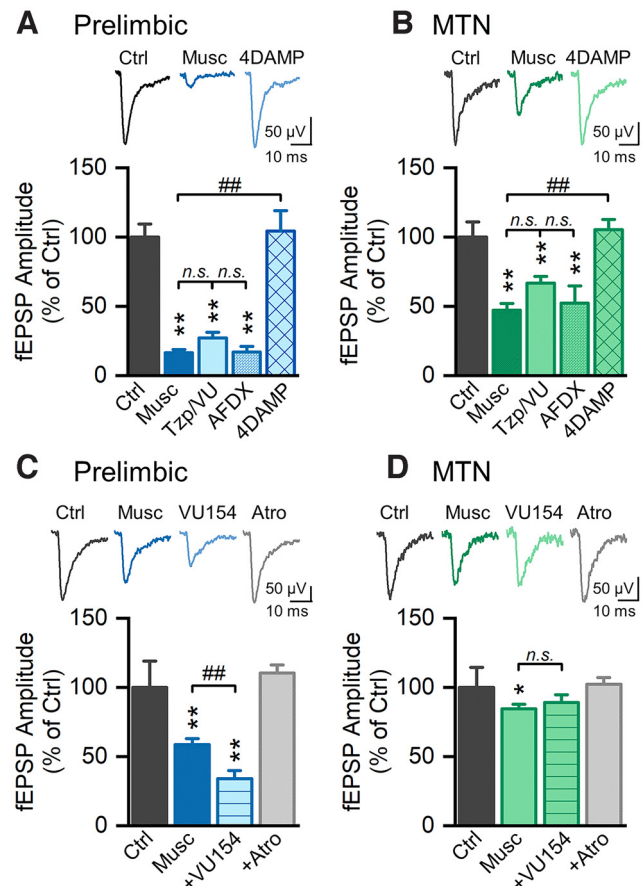 A Prelimbic
Ctrl Musc 4DAMP
50 µV
10 ms
fEPSP Amplitude
(% of Ctrl)
150
100
50
0
##
n.s. n.s.
** ** **
Ctrl Musc Tzp/VU AFDX 4DAMP
B MTN
Ctrl Musc 4DAMP
50 µV
10 ms
fEPSP Amplitude
(% of Ctrl)
150
100
50
0
##
n.s. n.s.
** ** **
Ctrl Musc Tzp/VU AFDX 4DAMP
C Prelimbic
Ctrl Musc VU154 Atro
50 µV
10 ms
fEPSP Amplitude
(% of Ctrl)
150
100
50
0
##
** **
Ctrl Musc +VU154 +Atro
D MTN
Ctrl Musc VU154 Atro
50 µV
10 ms
fEPSP Amplitude
(% of Ctrl)
150
100
50
0
n.s.
*
Ctrl Musc +VU154 +Atro